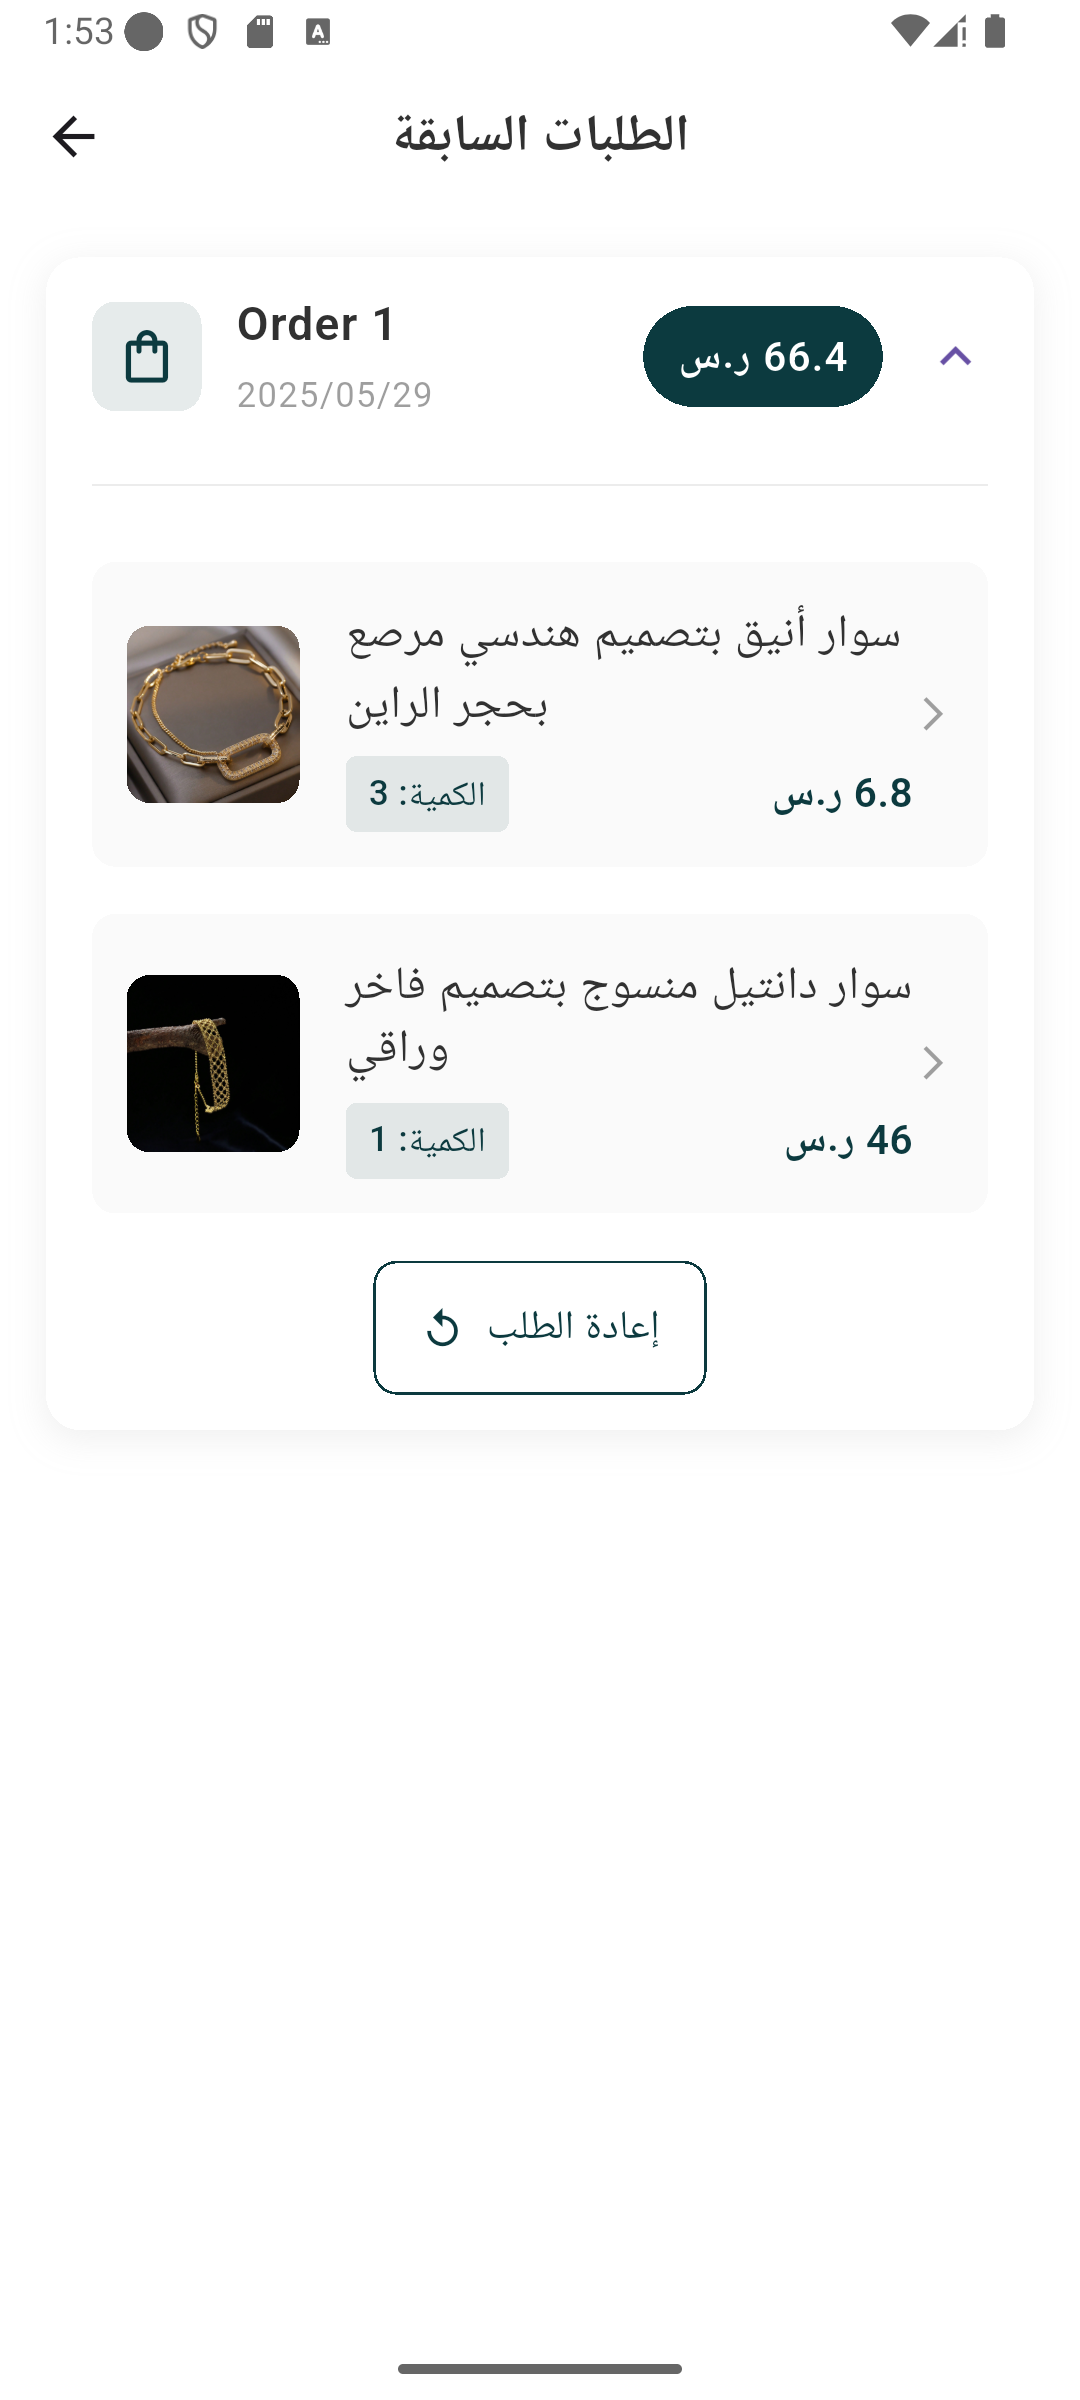 1:53
الطلبات السابقة
Order 1
66.4 ر.س
2025/05/29
سوار أنيق بتصميم هندسي مرصع
بحجر الراين
الكمية: 3
6.8 ر.س
سوار دانتيل منسوج بتصميم فاخر
وراقي
الكمية: 1
46 ر.س
إعادة الطلب